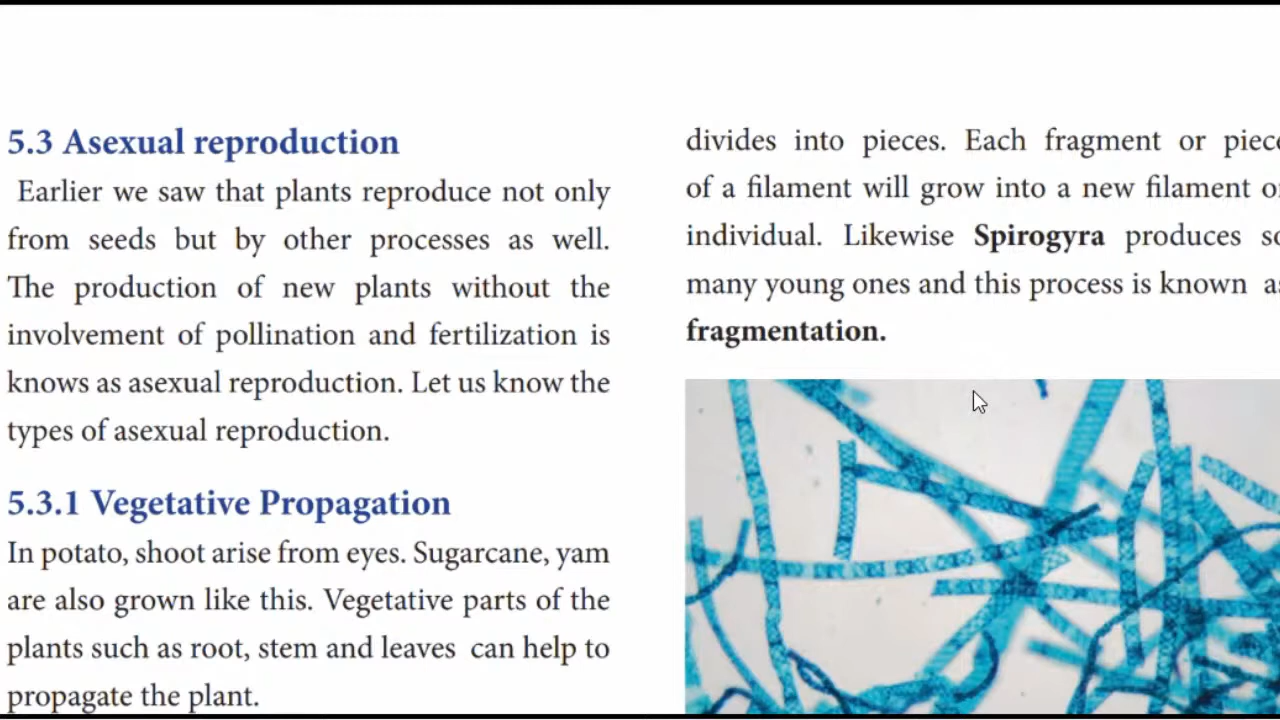 5.3 Asexual reproduction
Earlier we saw that plants reproduce not only
from seeds but by other processes as well.
The production of new plants without the
involvement of pollination and fertilization is
knows as asexual reproduction. Let us know the
types of asexual reproduction.
5.3.1 Vegetative Propagation
In potato, shoot arise from eyes. Sugarcane, yam
are also grown like this. Vegetative parts of the
plants such as root, stem and leaves can help to
propagate the plant.
divides into pieces. Each fragment or
of a filament will grow into a new filament
individual. Likewise Spirogyra produces
many young ones and this process is known
fragmentation.